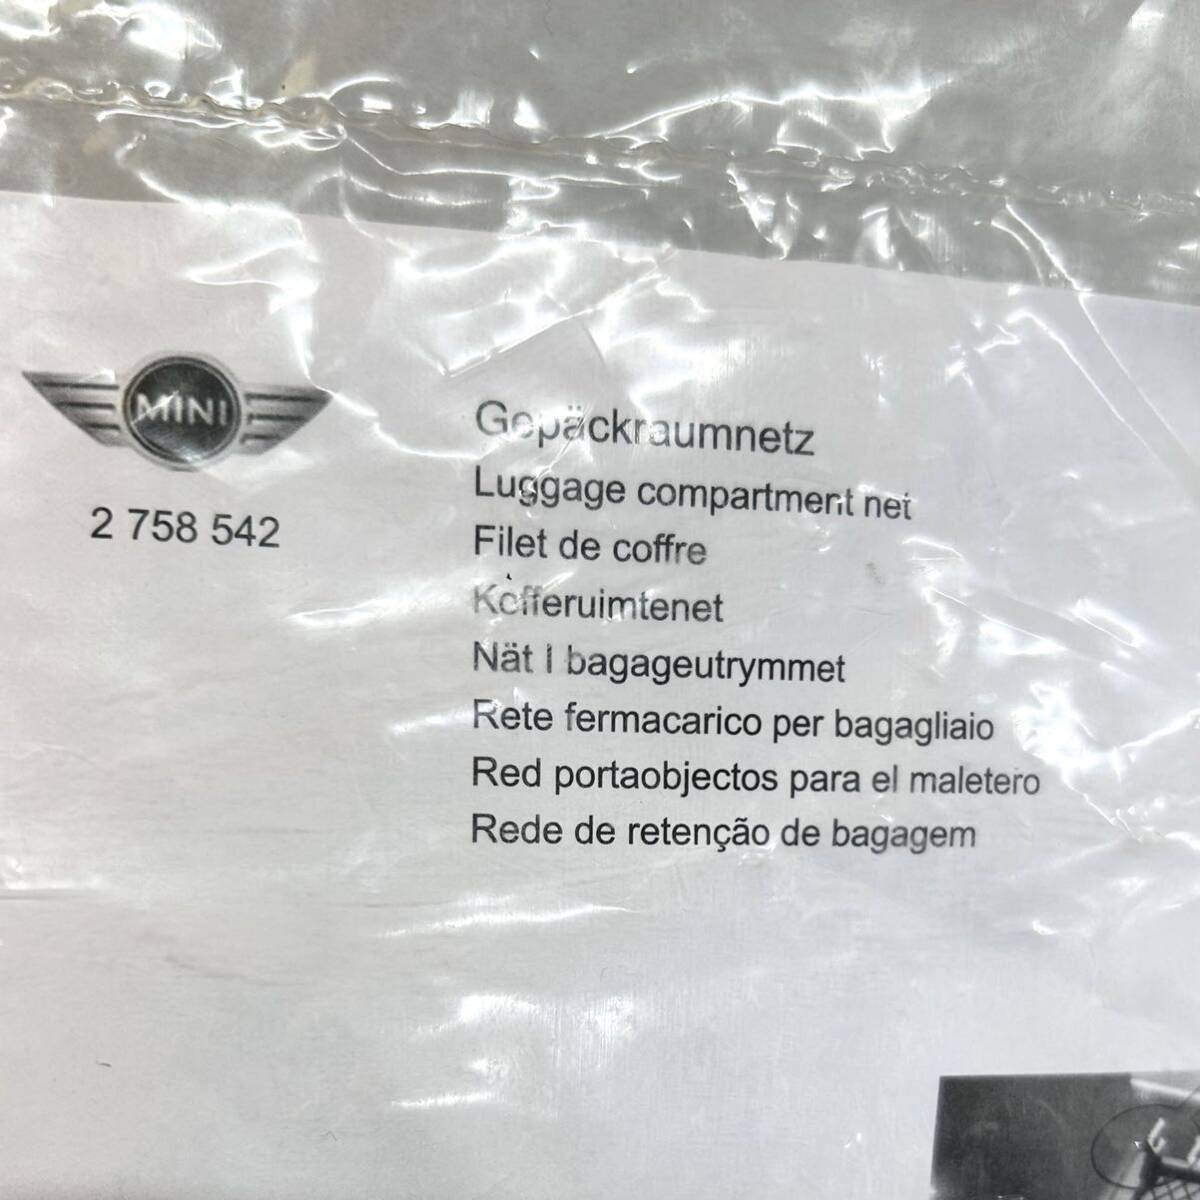 MINI
2 758 542
Gepäckraumnetz
Luggage compartment net
Filet de coffre
Kofferuimtenet
Nät I bagageutrymmet
Rete fermacarico per bagagliaio
Red portaobjectos para el maletero
Rede de retenção de bagagem